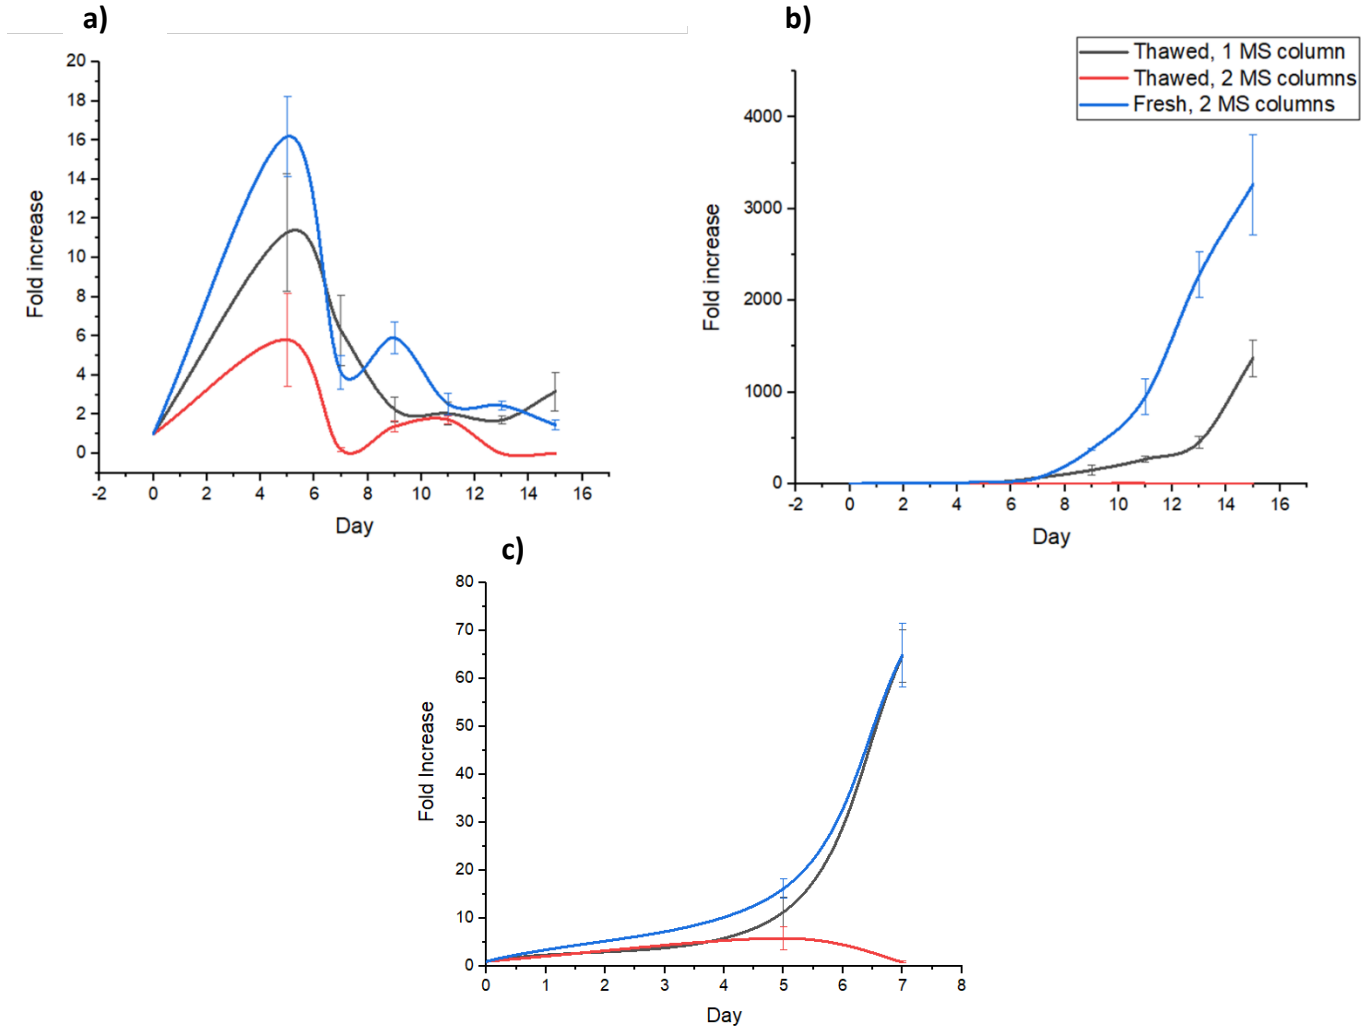 a)
20
18
16
14
12
10
8
6
4
2
0
Fold increase
-2 0 2 4 6 8 10 12 14 16
Day
b)
Thawed, 1 MS column
Thawed, 2 MS columns
Fresh, 2 MS columns
4000
3000
2000
1000
0
Fold increase
-2 0 2 4 6 8 10 12 14 16
Day
c)
80
70
60
50
40
30
20
10
0
Fold Increase
0 1 2 3 4 5 6 7 8
Day